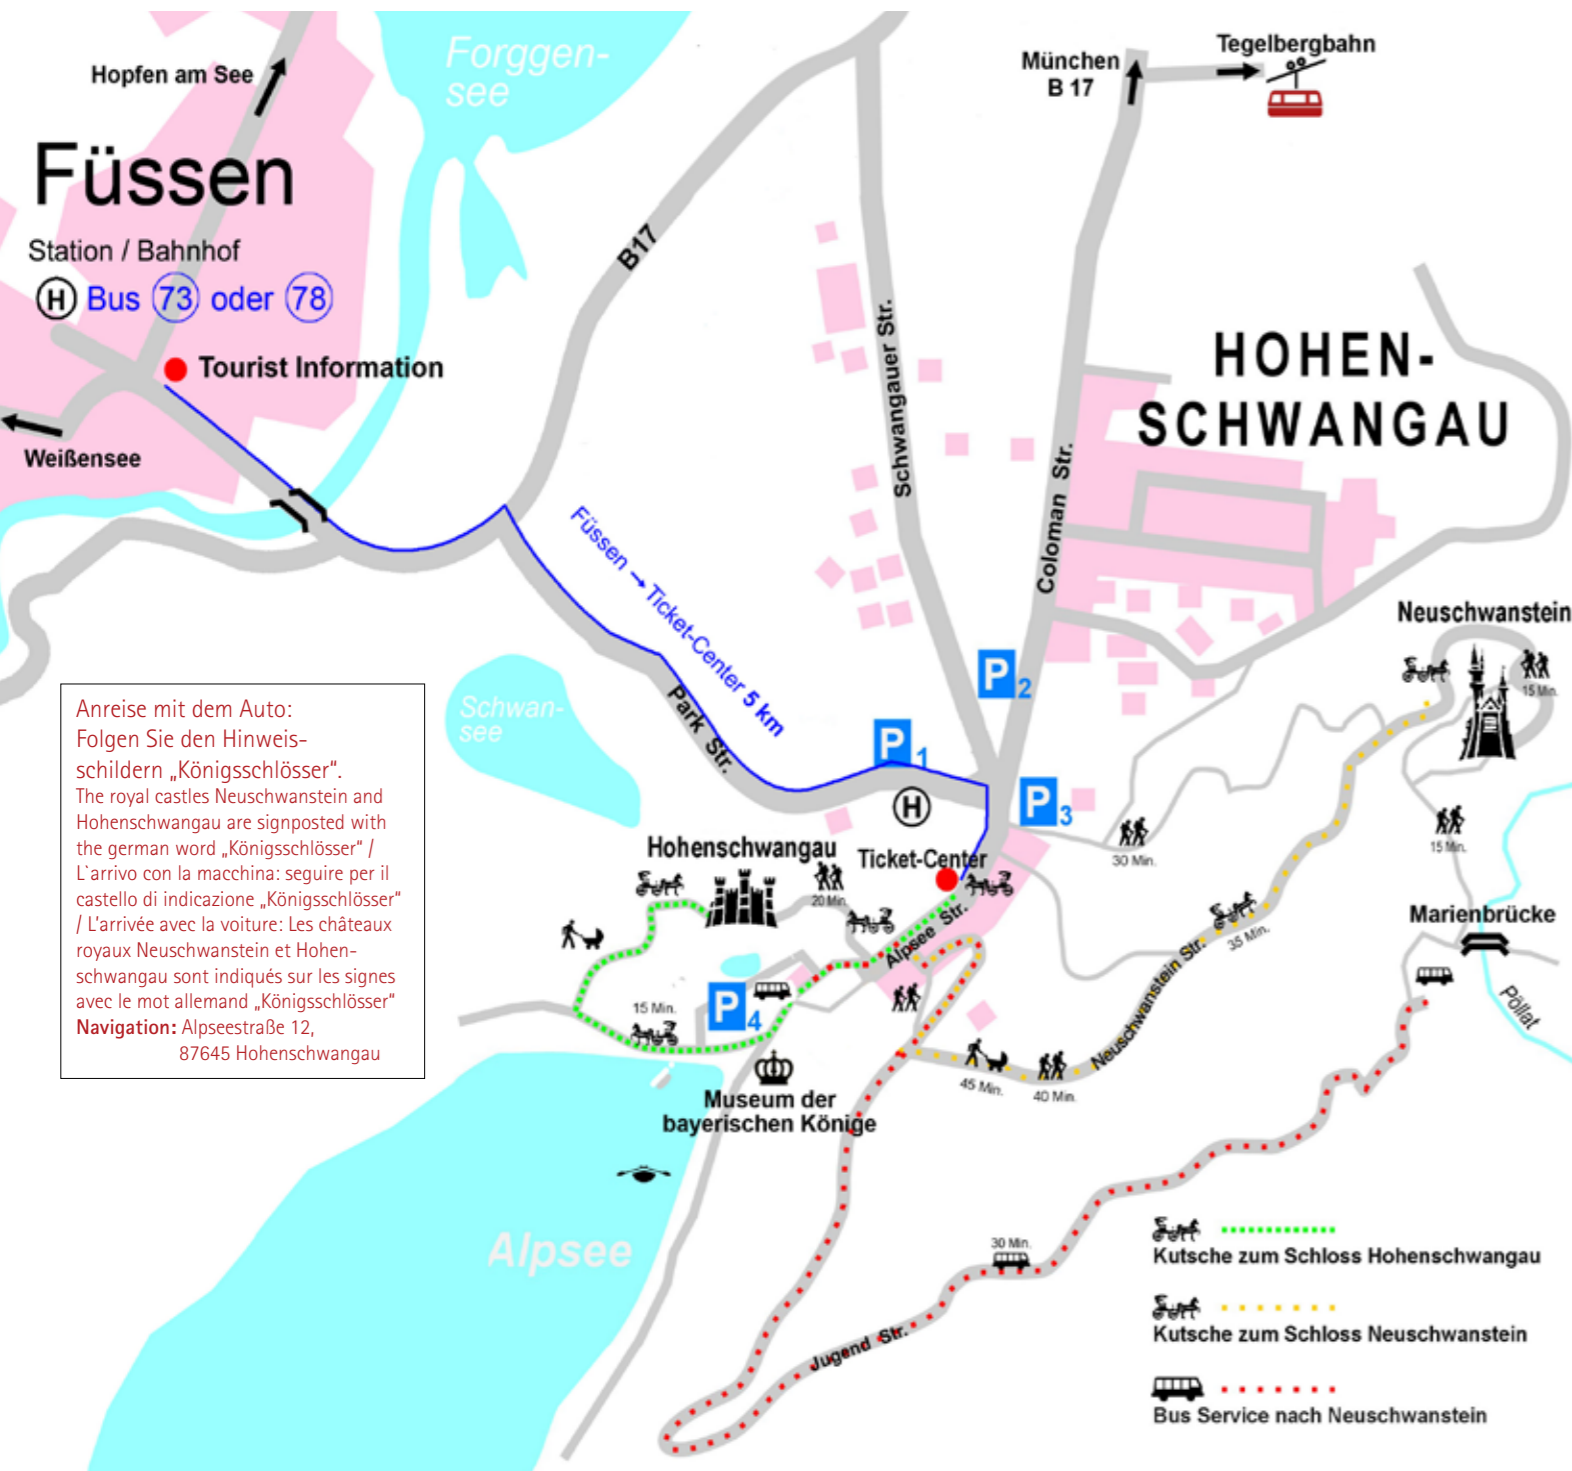 Forggen-
see
Hopfen am See
München
B 17
Tegelbergbahn
Füssen
Station / Bahnhof
H Bus 73 oder 78
Tourist Information
Weißensee
B17
Schwangauer Str.
Coloman Str.
HOHEN-
SCHWANGAU
Füssen → Ticket-Center 5 km
Park Str.
Schwan-
see
Neuschwanstein
15 Min.
P 2
P 1
P 3
H
30 Min.
15 Min.
Anreise mit dem Auto:
Folgen Sie den Hinweis-
schildern „Königsschlösser“.
The royal castles Neuschwanstein and
Hohenschwangau are signposted with
the german word „Königsschlösser“ /
L`arrivo con la macchina: seguire per il
castello di indicazione „Königsschlösser“
/ L'arrivée avec la voiture: Les châteaux
royaux Neuschwanstein et Hohen-
schwangau sont indiqués sur les signes
avec le mot allemand „Königsschlösser“
Navigation: Alpseestraße 12,
87645 Hohenschwangau
Hohenschwangau
20 Min.
Ticket-Center
Alpsee Str.
Neuschwanstein Str.
35 Min.
Marienbrücke
Pöllat
15 Min.
P 4
45 Min.
40 Min.
Museum der
bayerischen Könige
Alpsee
30 Min.
Jugend Str.
Kutsche zum Schloss Hohenschwangau
Kutsche zum Schloss Neuschwanstein
Bus Service nach Neuschwanstein